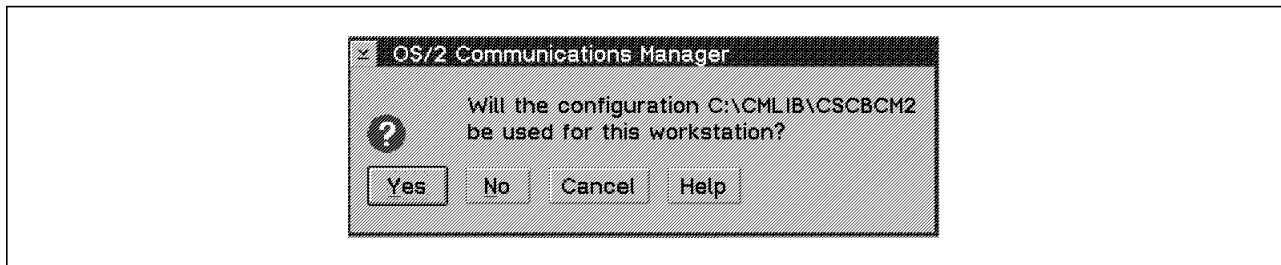 OS/2 Communications Manager
Will the configuration C:\CMLIB\CSCBCM2
be used for this workstation?
?
Yes No Cancel Help